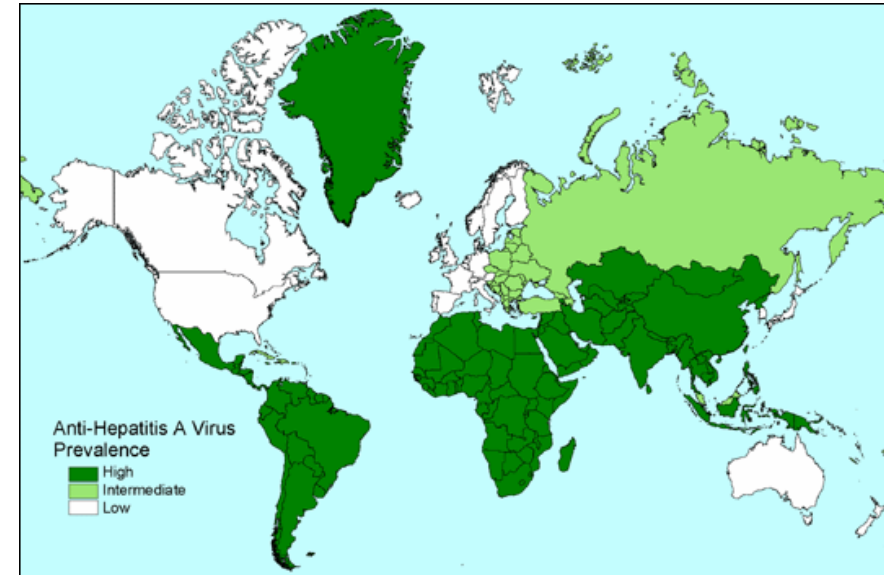 Anti-Hepatitis A Virus
Prevalence
High
Intermediate
Low